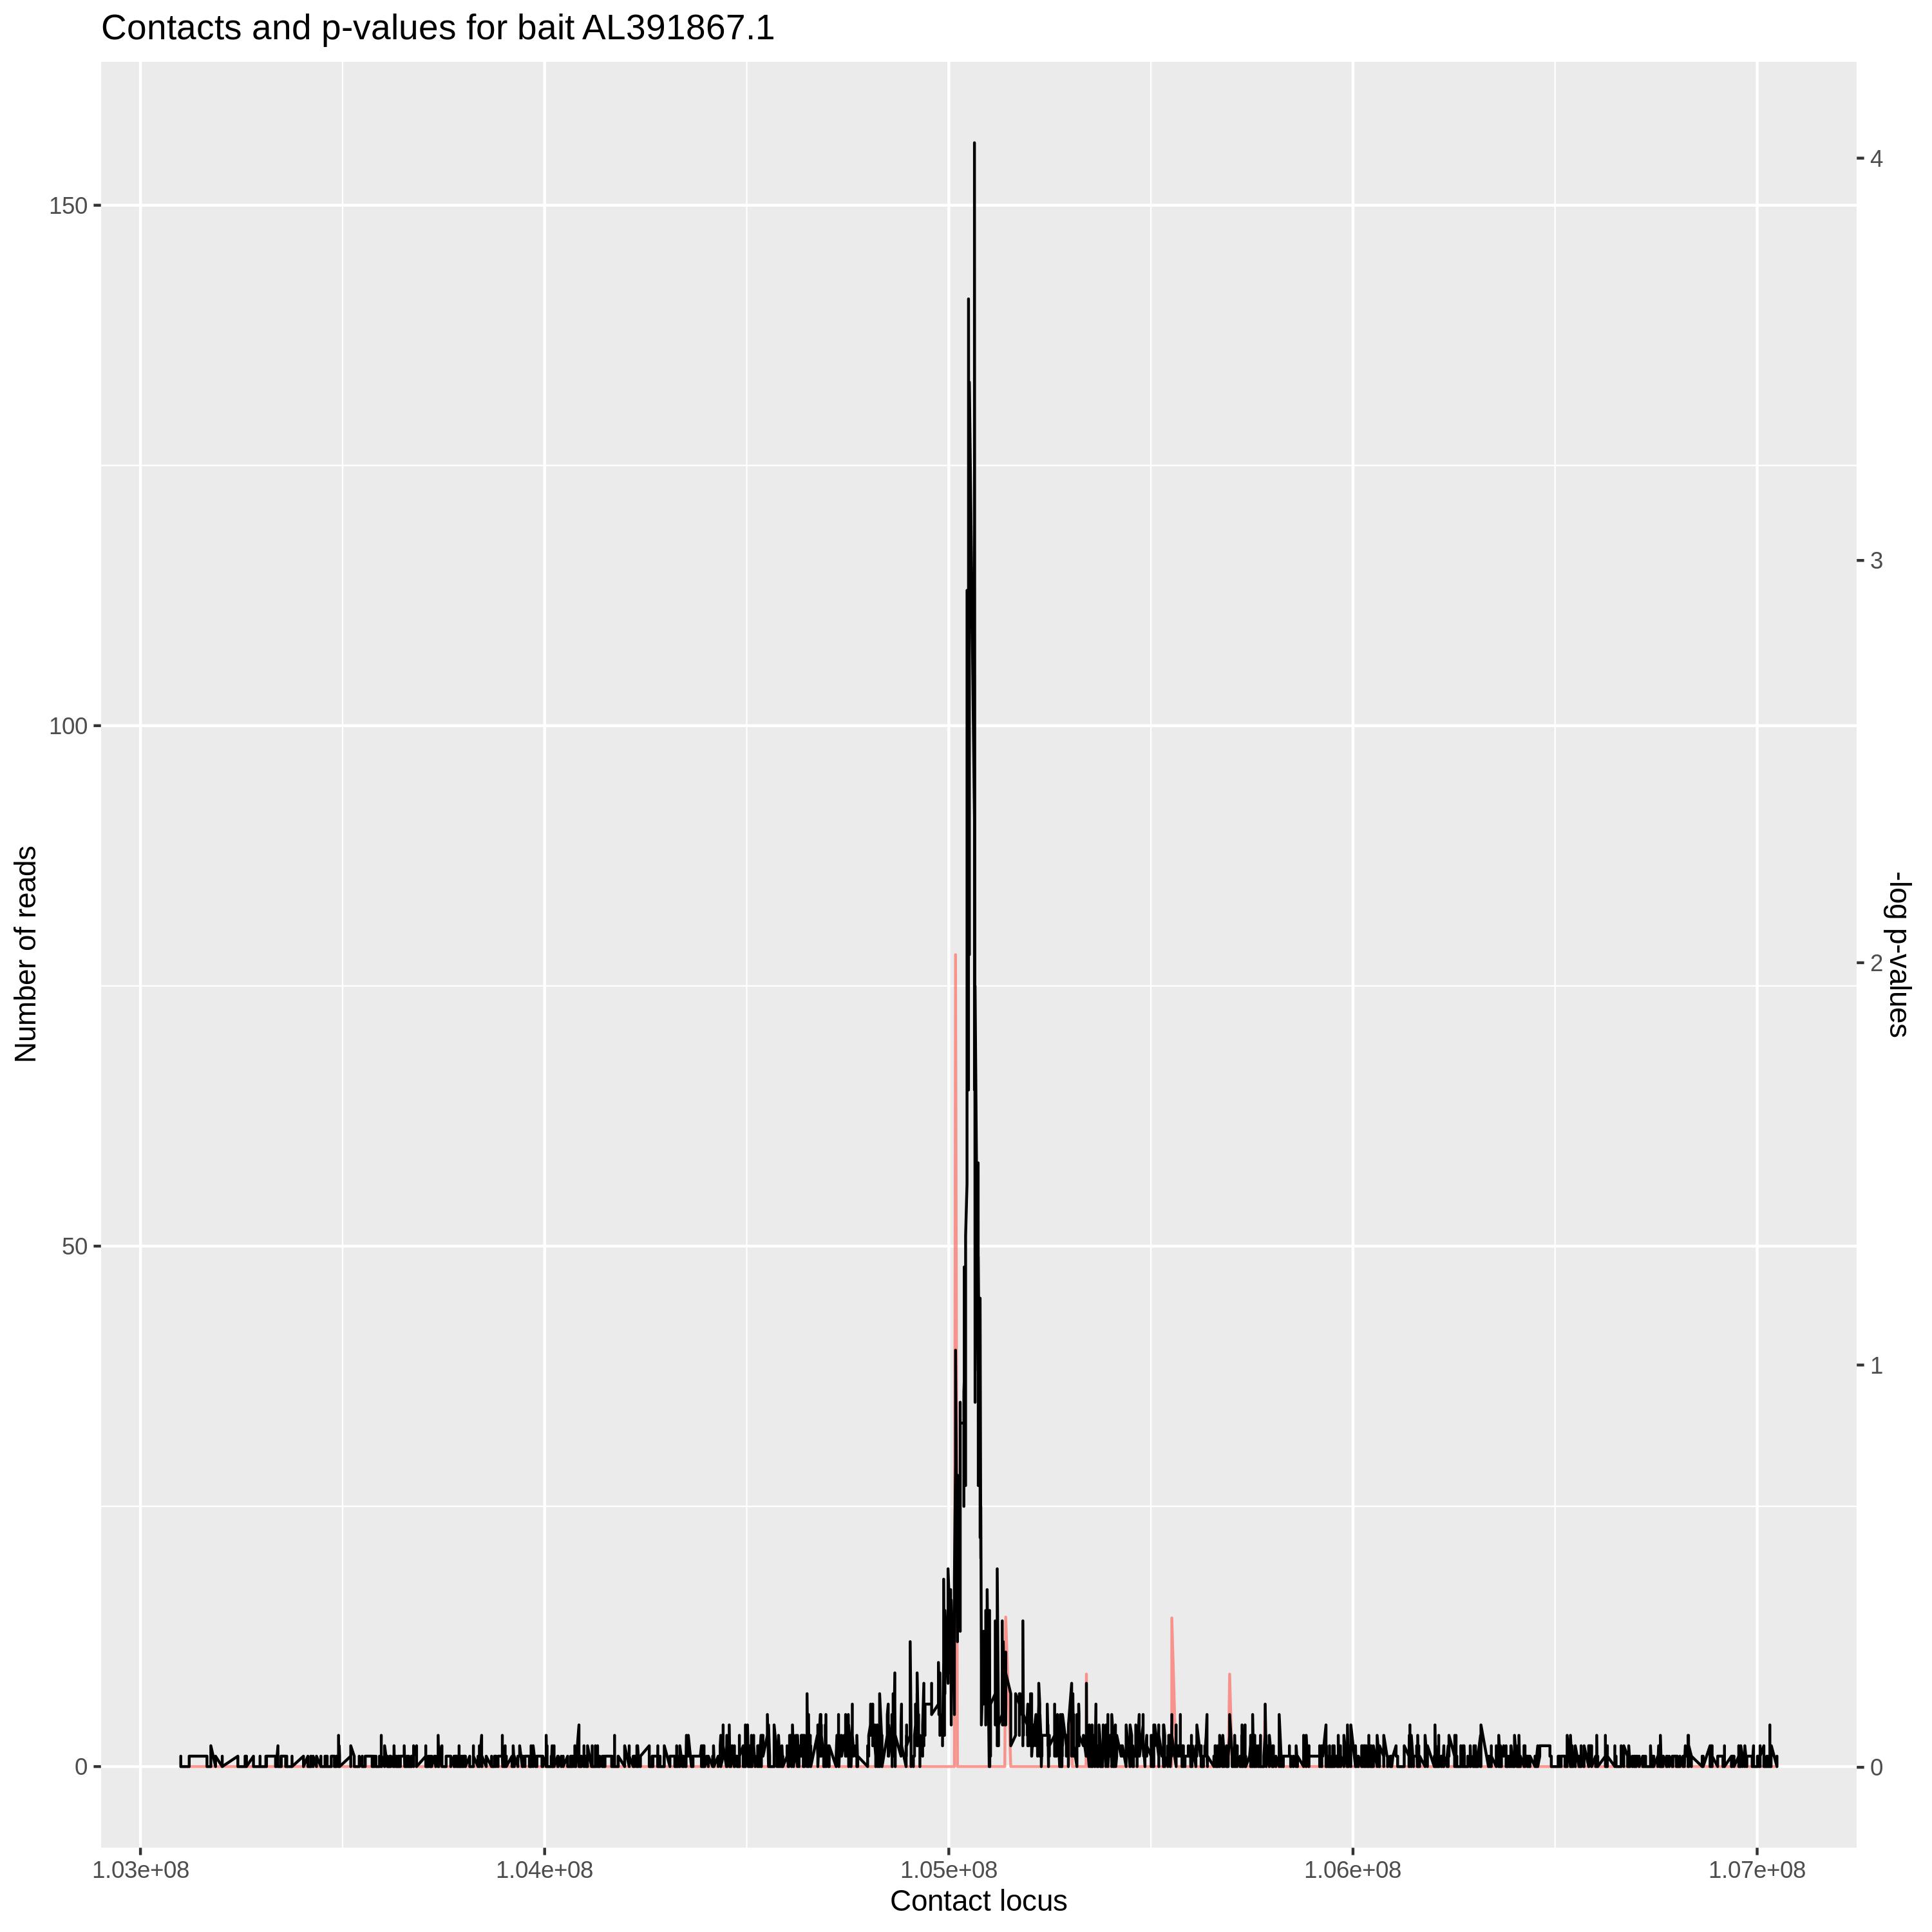 Contacts and p-values for bait AL391867.1
150
100
50
0
Number of reads
4
3
2
1
0
-log p-values
1.03e+08
1.04e+08
1.05e+08
1.06e+08
1.07e+08
Contact locus